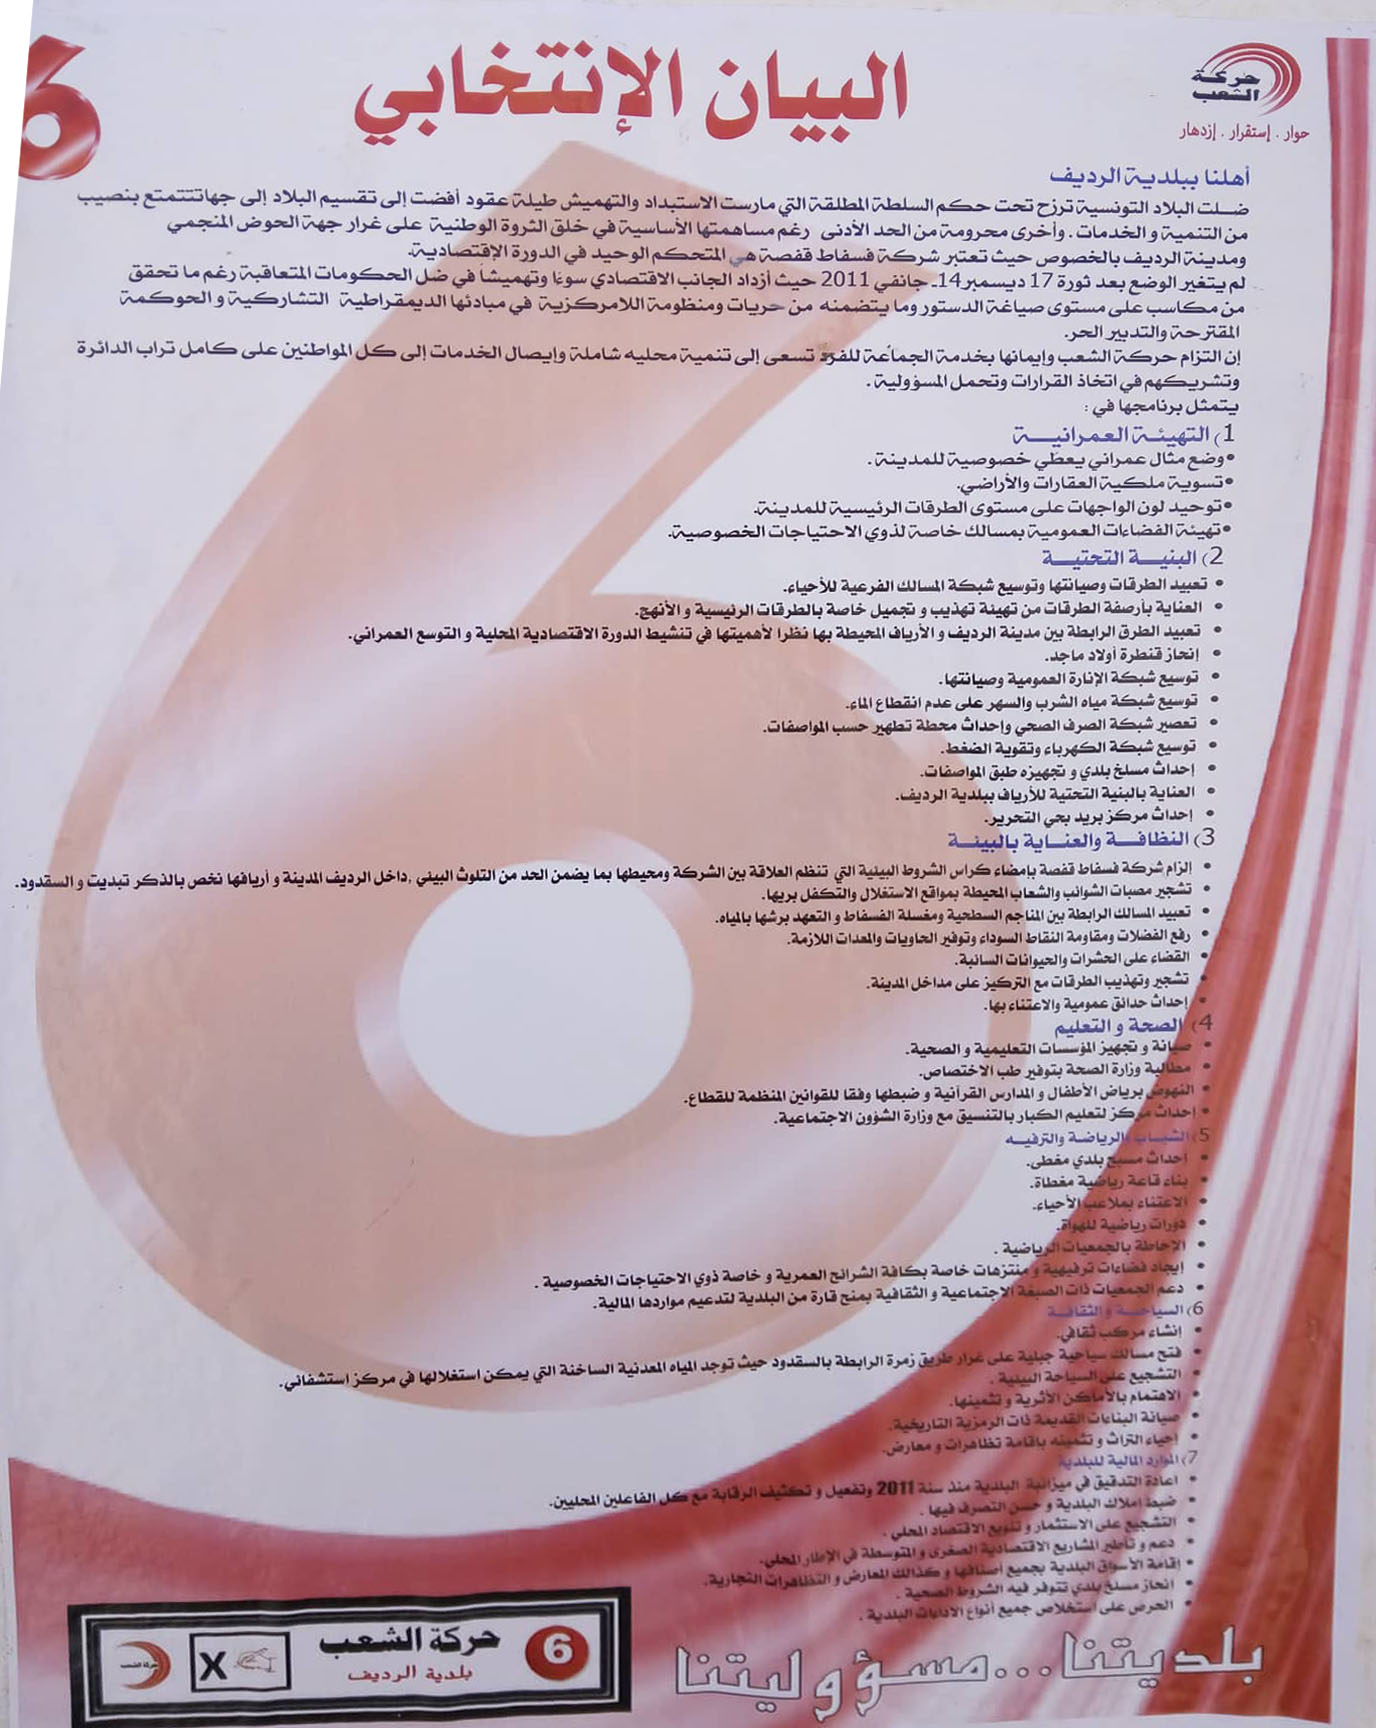 البيان الإنتخابي
6
حركة
الشعب
حوار . إستقرار . إزدهار
أهلنا ببلدية الرديف
ضـلت البلاد التونسية ترزح تحت حكم السلطة المطلقة التي مارست الاستبداد والتهميش طيلة عقود أفضت إلى تقسيم البلاد إلى جهاتتتمتع بنصيب
من التنمية و الخدمات . وأخرى محرومة من الحد الأدنى رغم مساهمتها الأساسية في خلق الثروة الوطنية على غرار جهة الحوض المنجمي
ومدينة الرديف بالخصوص حيث تعتبر شركة فسفاط قفصة هي المتحكم الوحيد في الدورة الإقتصادية.
لم يتغير الوضع بعد ثورة 17 ديسمبر14ـ جانفي 2011 حيث أزداد الجانب الاقتصادي سوءا وتهميشا في ضل الحكومات المتعاقبة رغم ما تحقق
من مكاسب على مستوى صياغة الدستور وما يتضمنه من حريات ومنظومة اللامركزية في مبادئها الديمقراطية التشاركية و الحوكمة
المقترحة والتدبير الحر.
إن التزام حركة الشعب وإيمانها بخدمة الجماعة للفرد تسعى إلى تنمية محليه شاملة وإيصال الخدمات إلى كل المواطنين على كامل تراب الدائرة
وتشريكهم في اتخاذ القرارات وتحمل المسؤولية .
يتمثل برنامجها في :
1) التهيئـة العمرانيـــة
•وضع مثال عمراني يعطي خصوصية للمدينة .
•تسوية ملكية العقارات والأراضي.
•توحيد لون الواجهات على مستوى الطرقات الرئيسية للمدينة.
•تهيئة الفضاءات العمومية بمسالك خاصة لذوي الاحتياجات الخصوصية.
2) البنيـة التحتيـــة
• تعبيد الطرقات وصيانتها وتوسيع شبكة المسالك الفرعية للأحياء.
• العناية بأرصفة الطرقات من تهيئة تهذيب و تجميل خاصة بالطرقات الرئيسية و الأنهج.
• تعبيد الطرق الرابطة بين مدينة الرديف و الأرياف المحيطة بها نظرا لأهميتها في تنشيط الدورة الاقتصادية المحلية و التوسع العمراني.
• إنجاز قنطرة أولاد ماجد.
• توسيع شبكة الإنارة العمومية وصيانتها.
• توسيع شبكة مياه الشرب والسهر على عدم انقطاع الماء.
• تعصير شبكة الصرف الصحي وإحداث محطة تطهير حسب المواصفات.
• توسيع شبكة الكهرباء وتقوية الضغط.
• إحداث مسلخ بلدي و تجهيزه طبق المواصفات.
• العناية بالبنية التحتية للأرياف ببلدية الرديف.
• إحداث مركز بريد بحي التحرير.
3) النظافــة والعنـاية بالبيئـة
• إلزام شركة فسفاط قفصة بإمضاء كراس الشروط البيئية التي تنظم العلاقة بين الشركة ومحيطها بما يضمن الحد من التلوث البيئي ,داخل الرديف المدينة و أريافها نخص بالذكر تبديت و السقدود.
• تشجير مصبات الشوائب والشعاب المحيطة بمواقع الاستغلال والتكفل بريها.
• تعبيد المسالك الرابطة بين المناجم السطحية ومغسلة الفسفاط و التعهد برشها بالمياه.
• رفع الفضلات ومقاومة النقاط السوداء وتوفير الحاويات والمعدات اللازمة.
• القضاء على الحشرات والحيوانات السائبة.
• تشجير وتهذيب الطرقات مع التركيز على مداخل المدينة.
• إحداث حدائق عمومية والاعتناء بها.
4) الصحة و التعليم
• صيانة و تجهيز المؤسسات التعليمية و الصحية.
• مطالبة وزارة الصحة بتوفير طب الاختصاص.
• النهوض برياض الأطفال و المدارس القرآنية و ضبطها وفقا للقوانين المنظمة للقطاع.
• إحداث مركز لتعليم الكبار بالتنسيق مع وزارة الشؤون الاجتماعية.
5) الشبـاب والرياضة والترفيـه
• إحداث مسبح بلدي مغطى.
• بناء قاعة رياضية مغطاة.
• الاعتناء بملاعب الأحياء.
• دورات رياضية للهواة.
• الإحاطة بالجمعيات الرياضية .
• إيجاد فضاءات ترفيهية و منتزهات خاصة بكافة الشرائح العمرية و خاصة ذوي الاحتياجات الخصوصية .
• دعم الجمعيات ذات الصبغة الاجتماعية و الثقافية بمنح قارة من البلدية لتدعيم مواردها المالية.
6) السياحـة و الثقافـة
• إنشاء مركب ثقافي.
• فتح مسالك سياحية جبلية على غرار طريق زمرة الرابطة بالسقدود حيث توجد المياه المعدنية الساخنة التي يمكن استغلالها في مركز استشفائي.
• التشجيع على السياحة البيئية .
• الاهتمام بالأماكن الأثرية و تثمينها.
• صيانة البناءات القديمة ذات الرمزية التاريخية.
• إحياء التراث و تثمينه بإقامة تظاهرات و معارض.
7) الموارد المالية للبلدية
• اعادة التدقيق في ميزانية البلدية منذ سنة 2011 وتفعيل و تكثيف الرقابة مع كل الفاعلين المحليين.
• ضبط املاك البلدية و حسن التصرف فيها .
• التشجيع على الاستثمار و تنويع الاقتصاد المحلي .
• دعم و تأطير المشاريع الاقتصادية الصغرى و المتوسطة في الإطار المحلي.
• إقامة الأسواق البلدية بجميع أصنافها و كذالك المعارض و التظاهرات التجارية.
• انجاز مسلخ بلدي تتوفر فيه الشروط الصحية .
• الحرص على استخلاص جميع أنواع الاداءات البلدية .
بلديتنا...مسؤوليتنا
6
حركة الشعب
بلدية الرديف
X
حركة الشعب